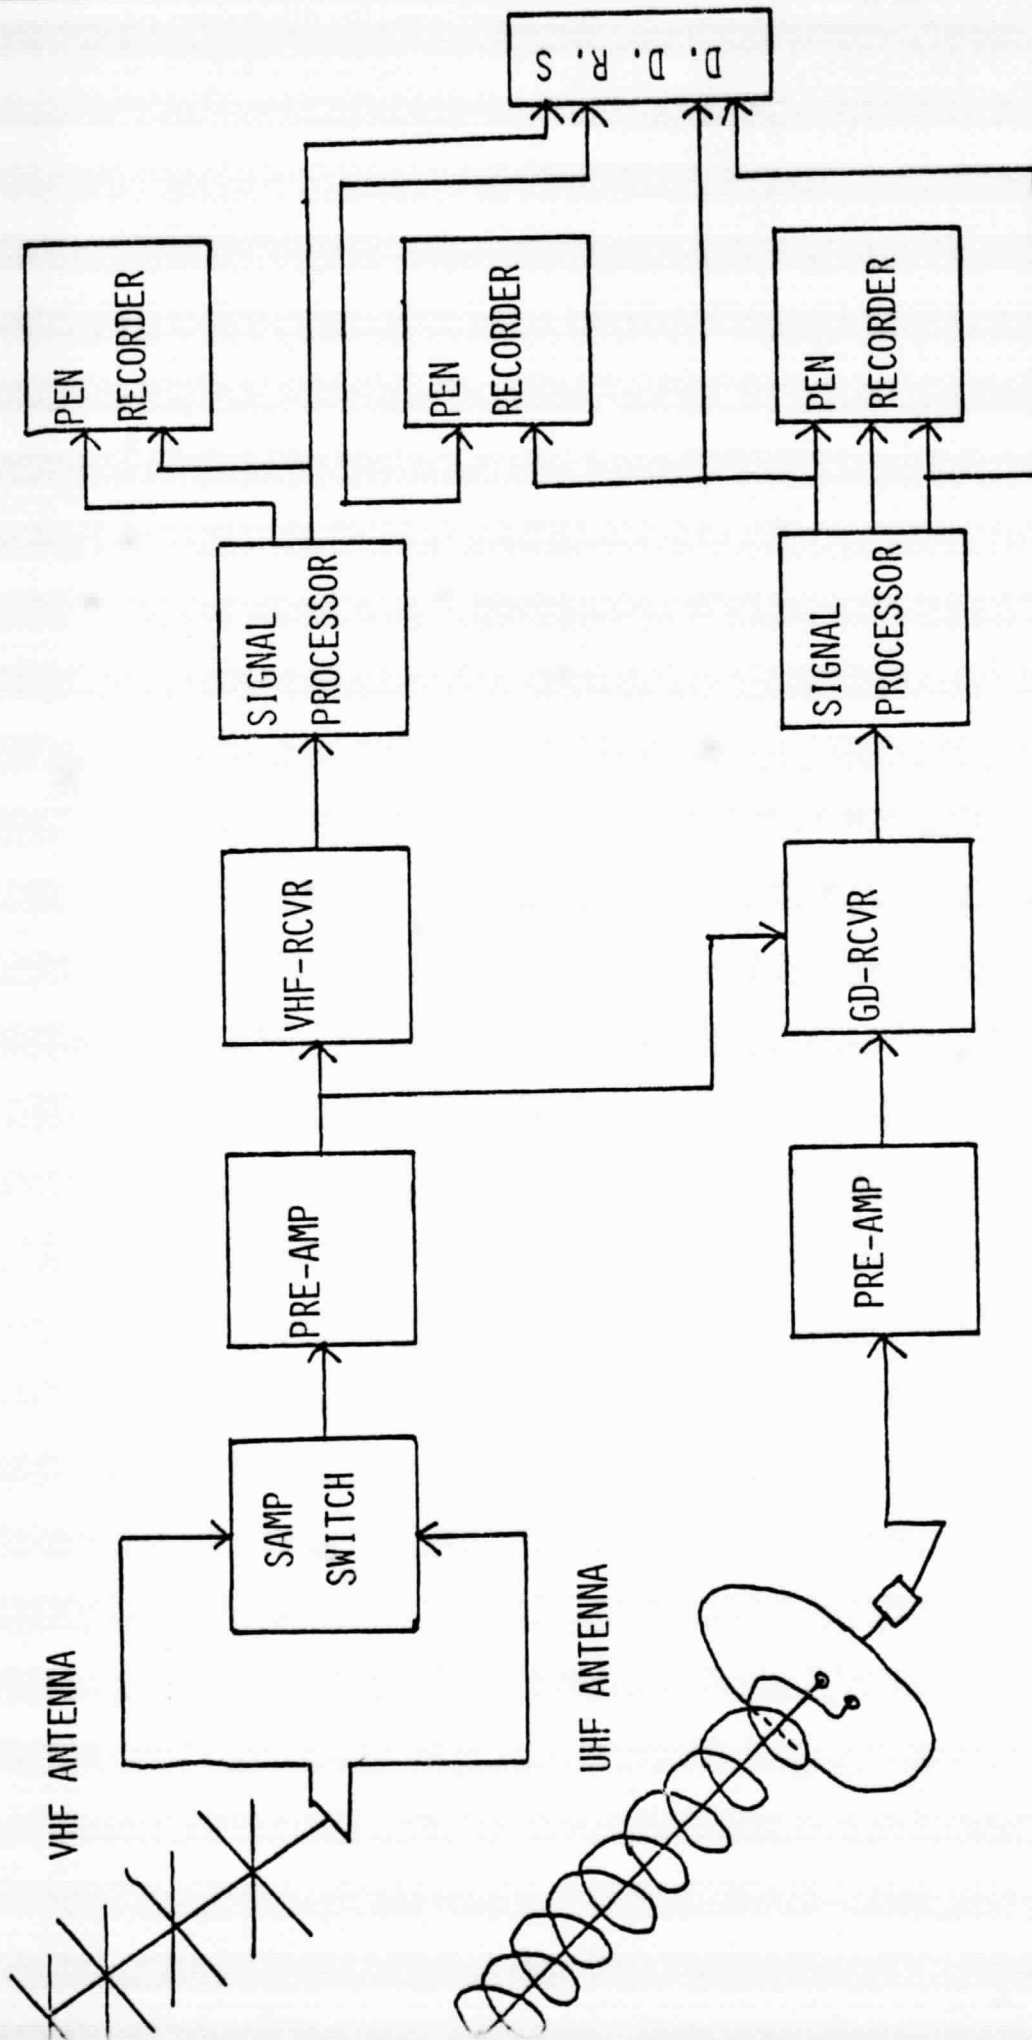 VHF ANTENNA
SAMP
SWITCH
PRE-AMP
VHF-RCVR
SIGNAL
PROCESSOR
PEN
RECORDER
PEN
RECORDER
D. D. R. S
UHF ANTENNA
PRE-AMP
GD-RCVR
SIGNAL
PROCESSOR
PEN
RECORDER